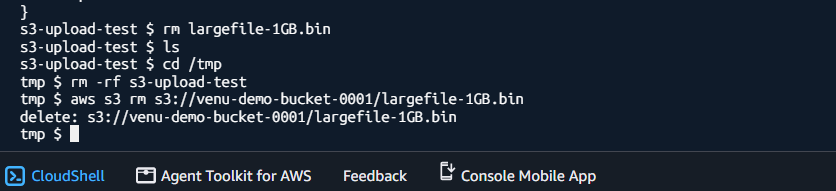 }
s3-upload-test $ rm largefile-1GB.bin
s3-upload-test $ ls
s3-upload-test $ cd /tmp
tmp $ rm -rf s3-upload-test
tmp $ aws s3 rm s3://venu-demo-bucket-0001/largefile-1GB.bin
delete: s3://venu-demo-bucket-0001/largefile-1GB.bin
tmp $
CloudShell Agent Toolkit for AWS Feedback Console Mobile App